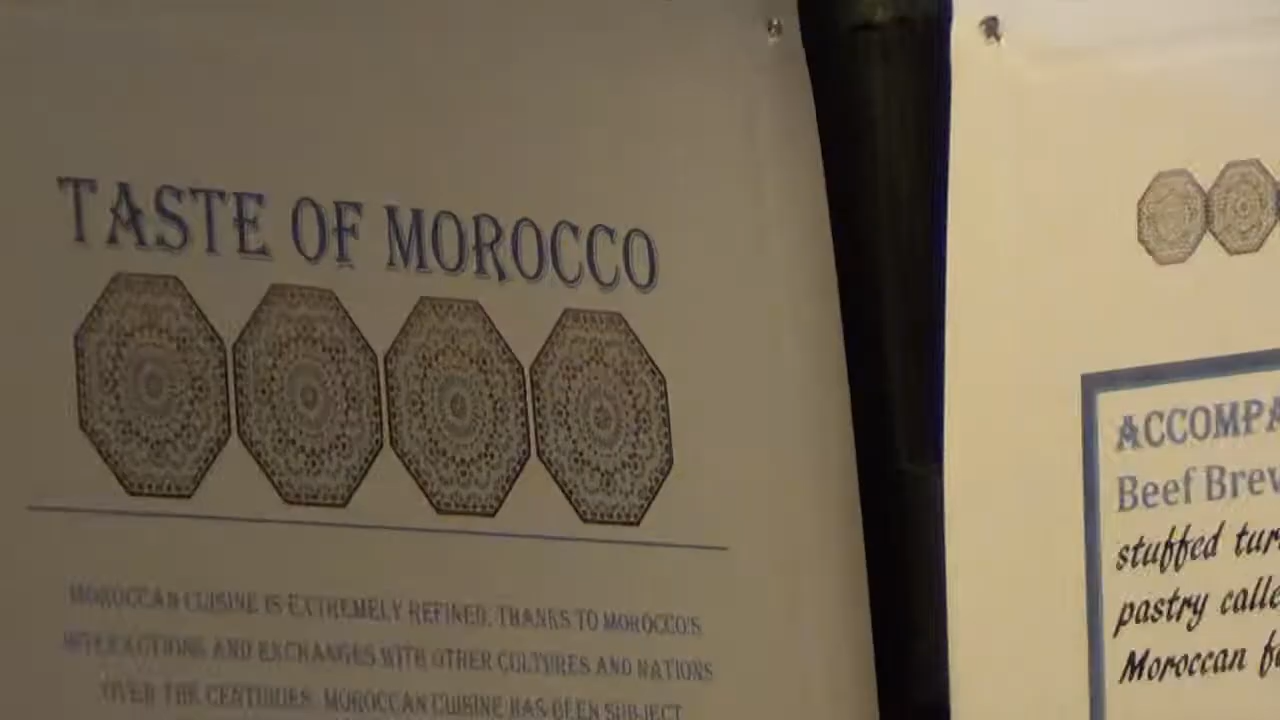 TASTE OF MOROCCO
MOROCCAN CUISINE IS EXTREMELY REFINED, THANKS TO MOROCCO'S
INTERACTIONS AND EXCHANGES WITH OTHER CULTURES AND NATIONS
OVER THE CENTURIES. MOROCCAN CUISINE HAS BEEN SUBJECT
ACCOMPA
Beef Brew
stuffed tur
pastry calle
Moroccan fo